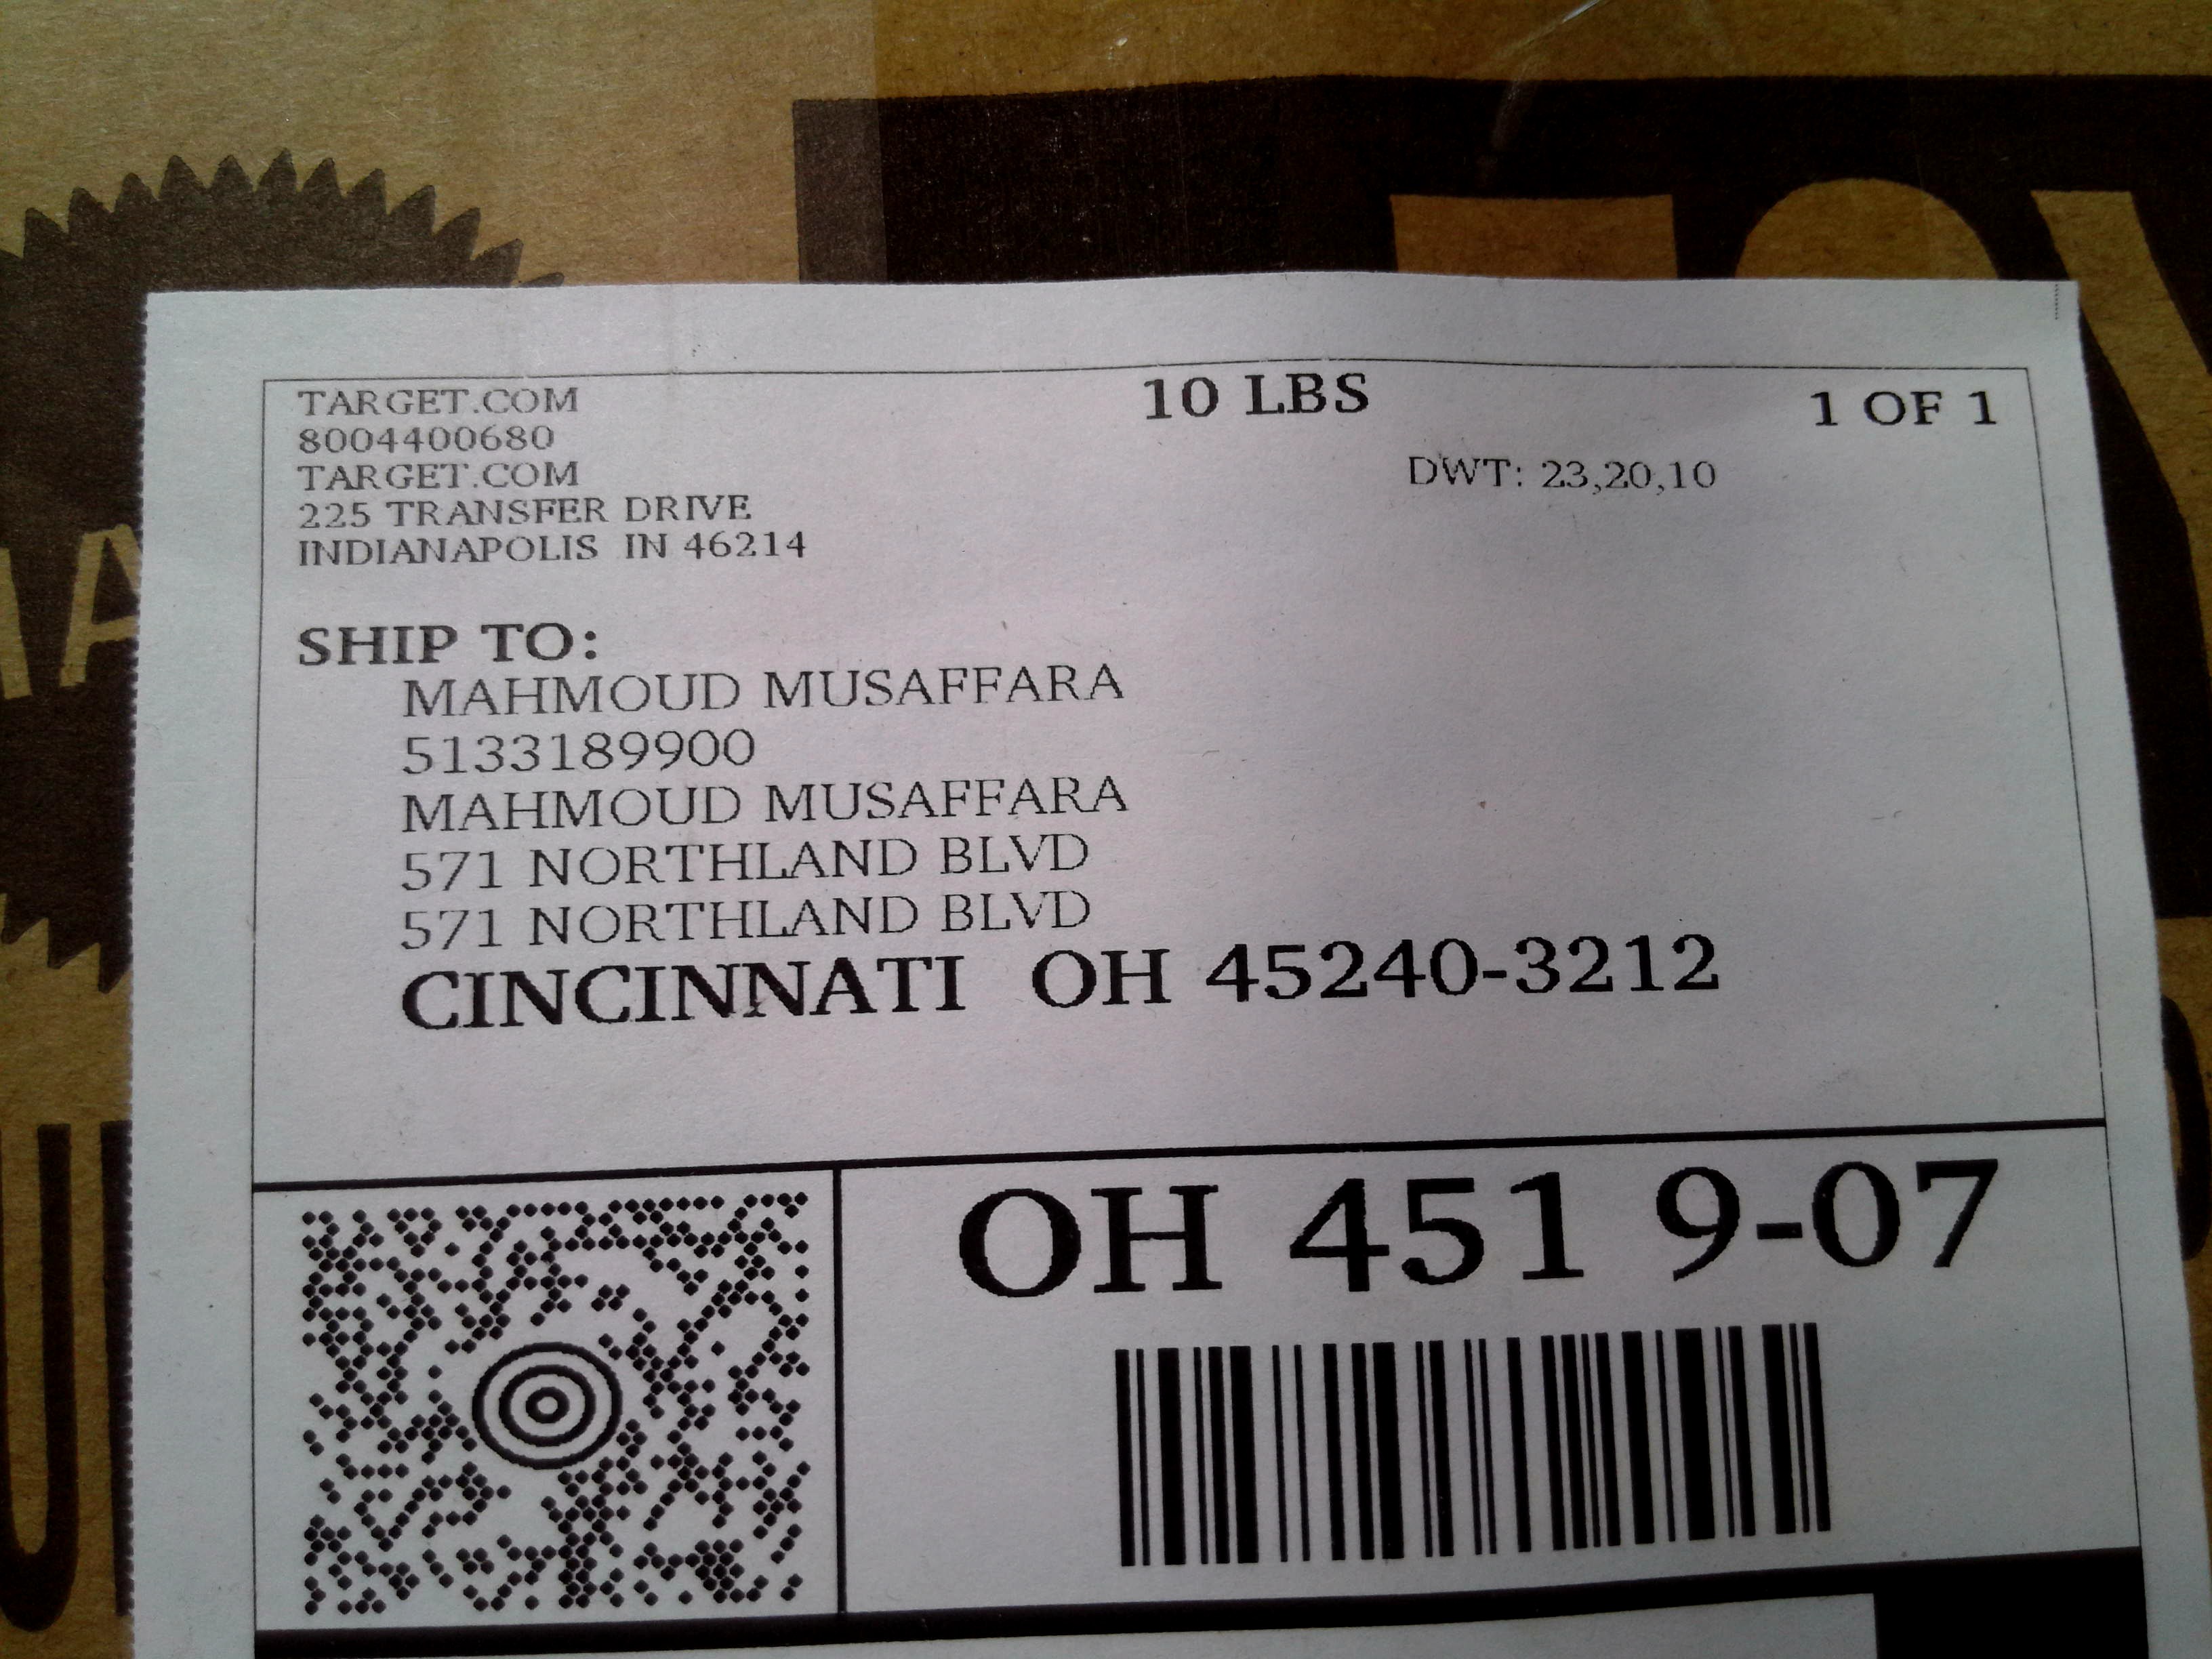 TARGET.COM
8004400680
TARGET.COM
225 TRANSFER DRIVE
INDIANAPOLIS IN 46214
10 LBS
1 OF 1
DWT: 23,20,10
SHIP TO:
MAHMOUD MUSAFFARA
5133189900
MAHMOUD MUSAFFARA
571 NORTHLAND BLVD
571 NORTHLAND BLVD
CINCINNATI OH 45240-3212
OH 451 9-07